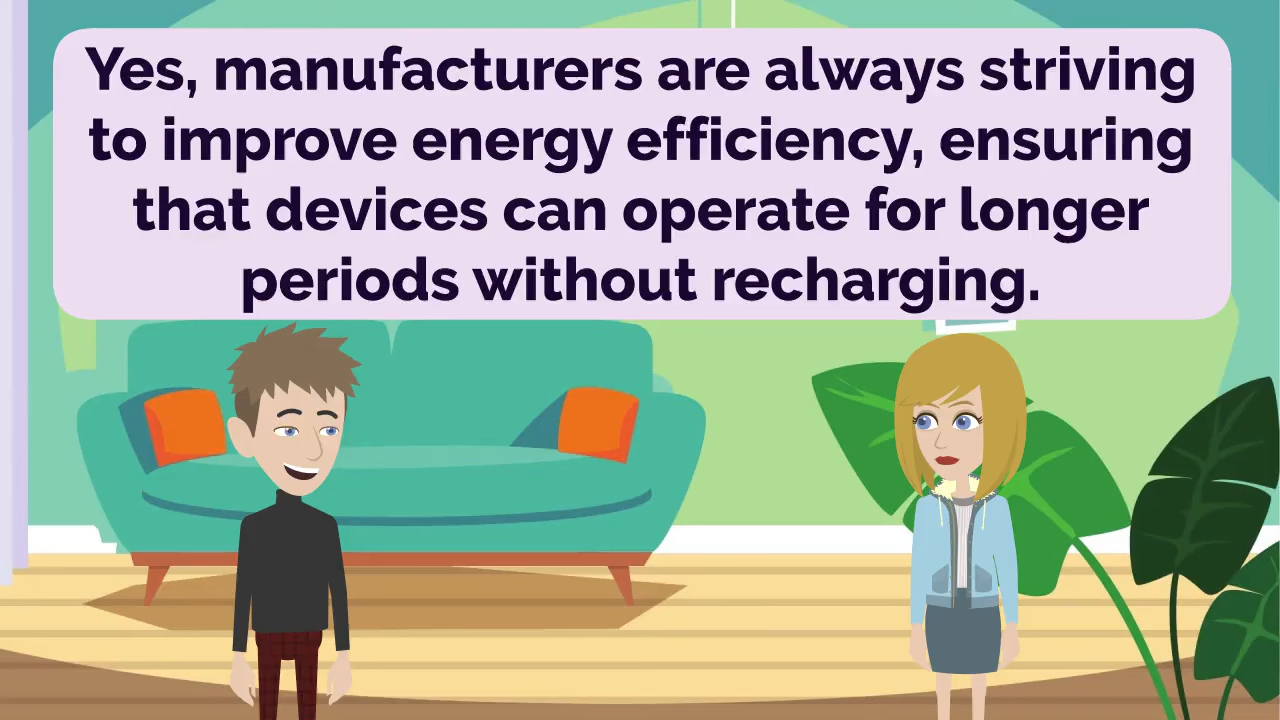 Yes, manufacturers are always striving
to improve energy efficiency, ensuring
that devices can operate for longer
periods without recharging.